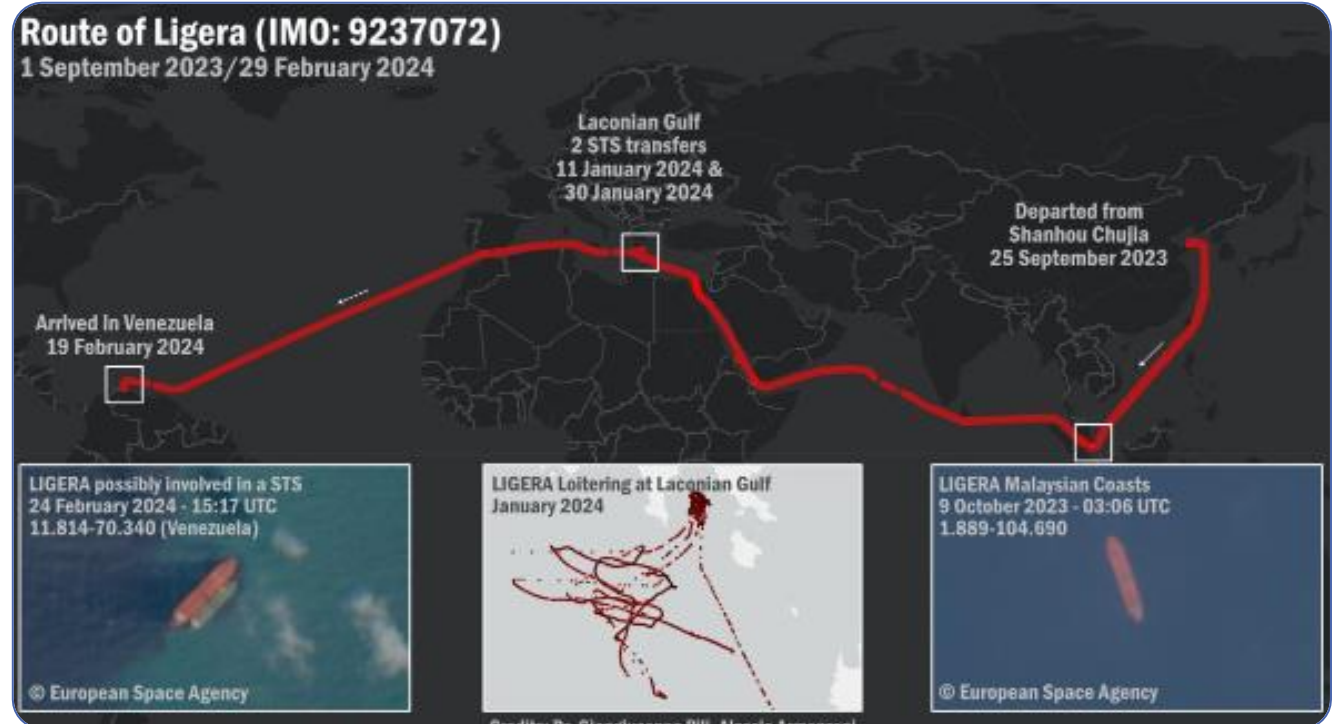 Route of Ligera (IMO: 9237072)
1 September 2023/29 February 2024
Laconian Gulf
2 STS transfers
11 January 2024 &
30 January 2024
Departed from
Shanhou Chujia
25 September 2023
Arrived in Venezuela
19 February 2024
LIGERA possibly involved in a STS
24 February 2024 - 15:17 UTC
11.814-70.340 (Venezuela)
© European Space Agency
LIGERA Loitering at Laconian Gulf
January 2024
LIGERA Malaysian Coasts
9 October 2023 - 03:06 UTC
1.889-104.690
© European Space Agency